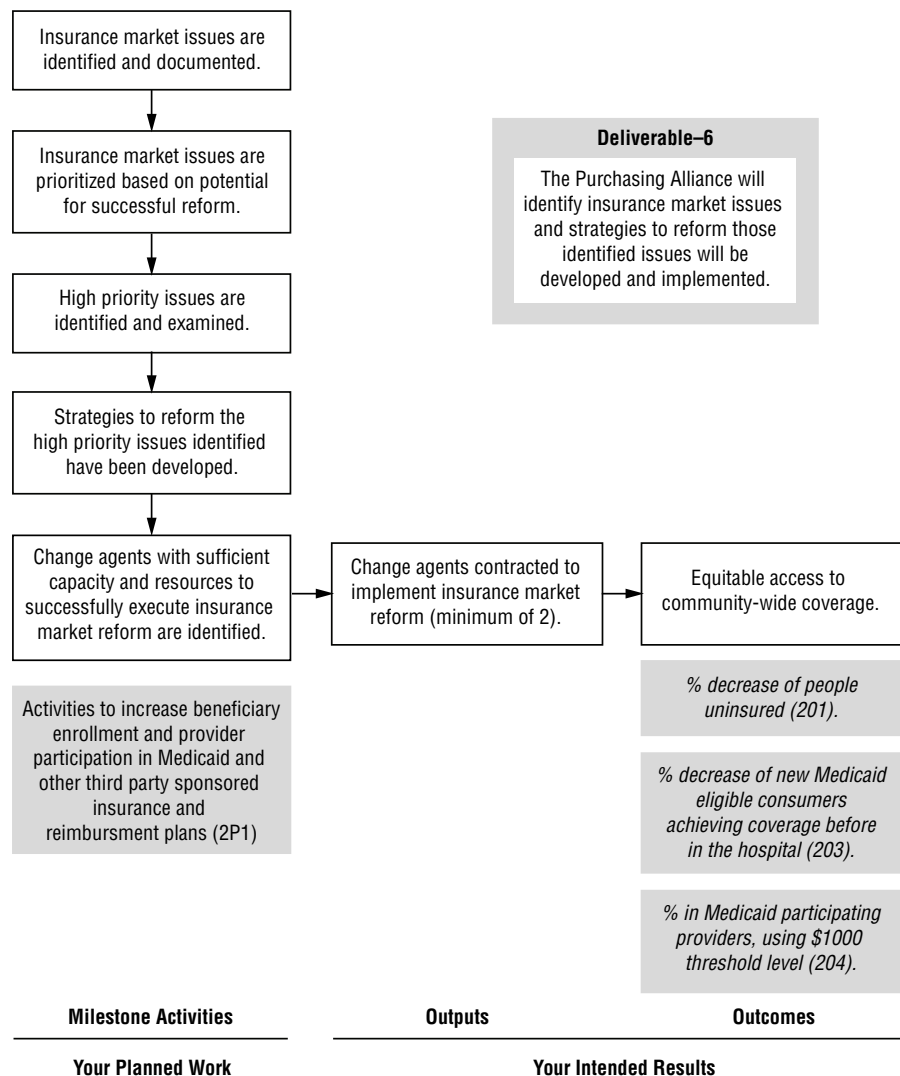 Insurance market issues are
identified and documented.
Insurance market issues are
prioritized based on potential
for successful reform.
Deliverable–6
The Purchasing Alliance will
identify insurance market issues
and strategies to reform those
identified issues will be
developed and implemented.
High priority issues are
identified and examined.
Strategies to reform the
high priority issues identified
have been developed.
Change agents with sufficient
capacity and resources to
successfully execute insurance
market reform are identified.
Change agents contracted to
implement insurance market
reform (minimum of 2).
Equitable access to
community-wide coverage.
Activities to increase beneficiary
enrollment and provider
participation in Medicaid and
other third party sponsored
insurance and
reimbursment plans (2P1)
% decrease of people
uninsured (201).
% decrease of new Medicaid
eligible consumers
achieving coverage before
in the hospital (203).
% in Medicaid participating
providers, using $1000
threshold level (204).
Milestone Activities
Outputs
Outcomes
Your Planned Work
Your Intended Results